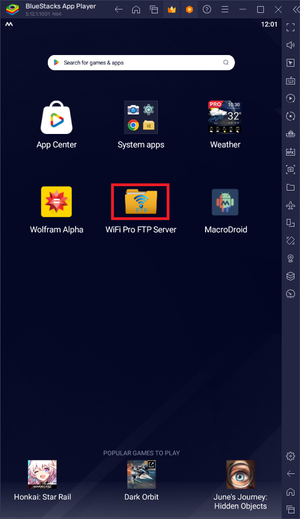 BlueStacks App Player
5.12.1.1001 N64
12:01
Search for games & apps
App Center
System apps
PRO
10:30
32°
Weather
Wolfram Alpha
WiFi Pro FTP Server
MacroDroid
POPULAR GAMES TO PLAY
Honkai: Star Rail
Dark Orbit
June's Journey:
Hidden Objects